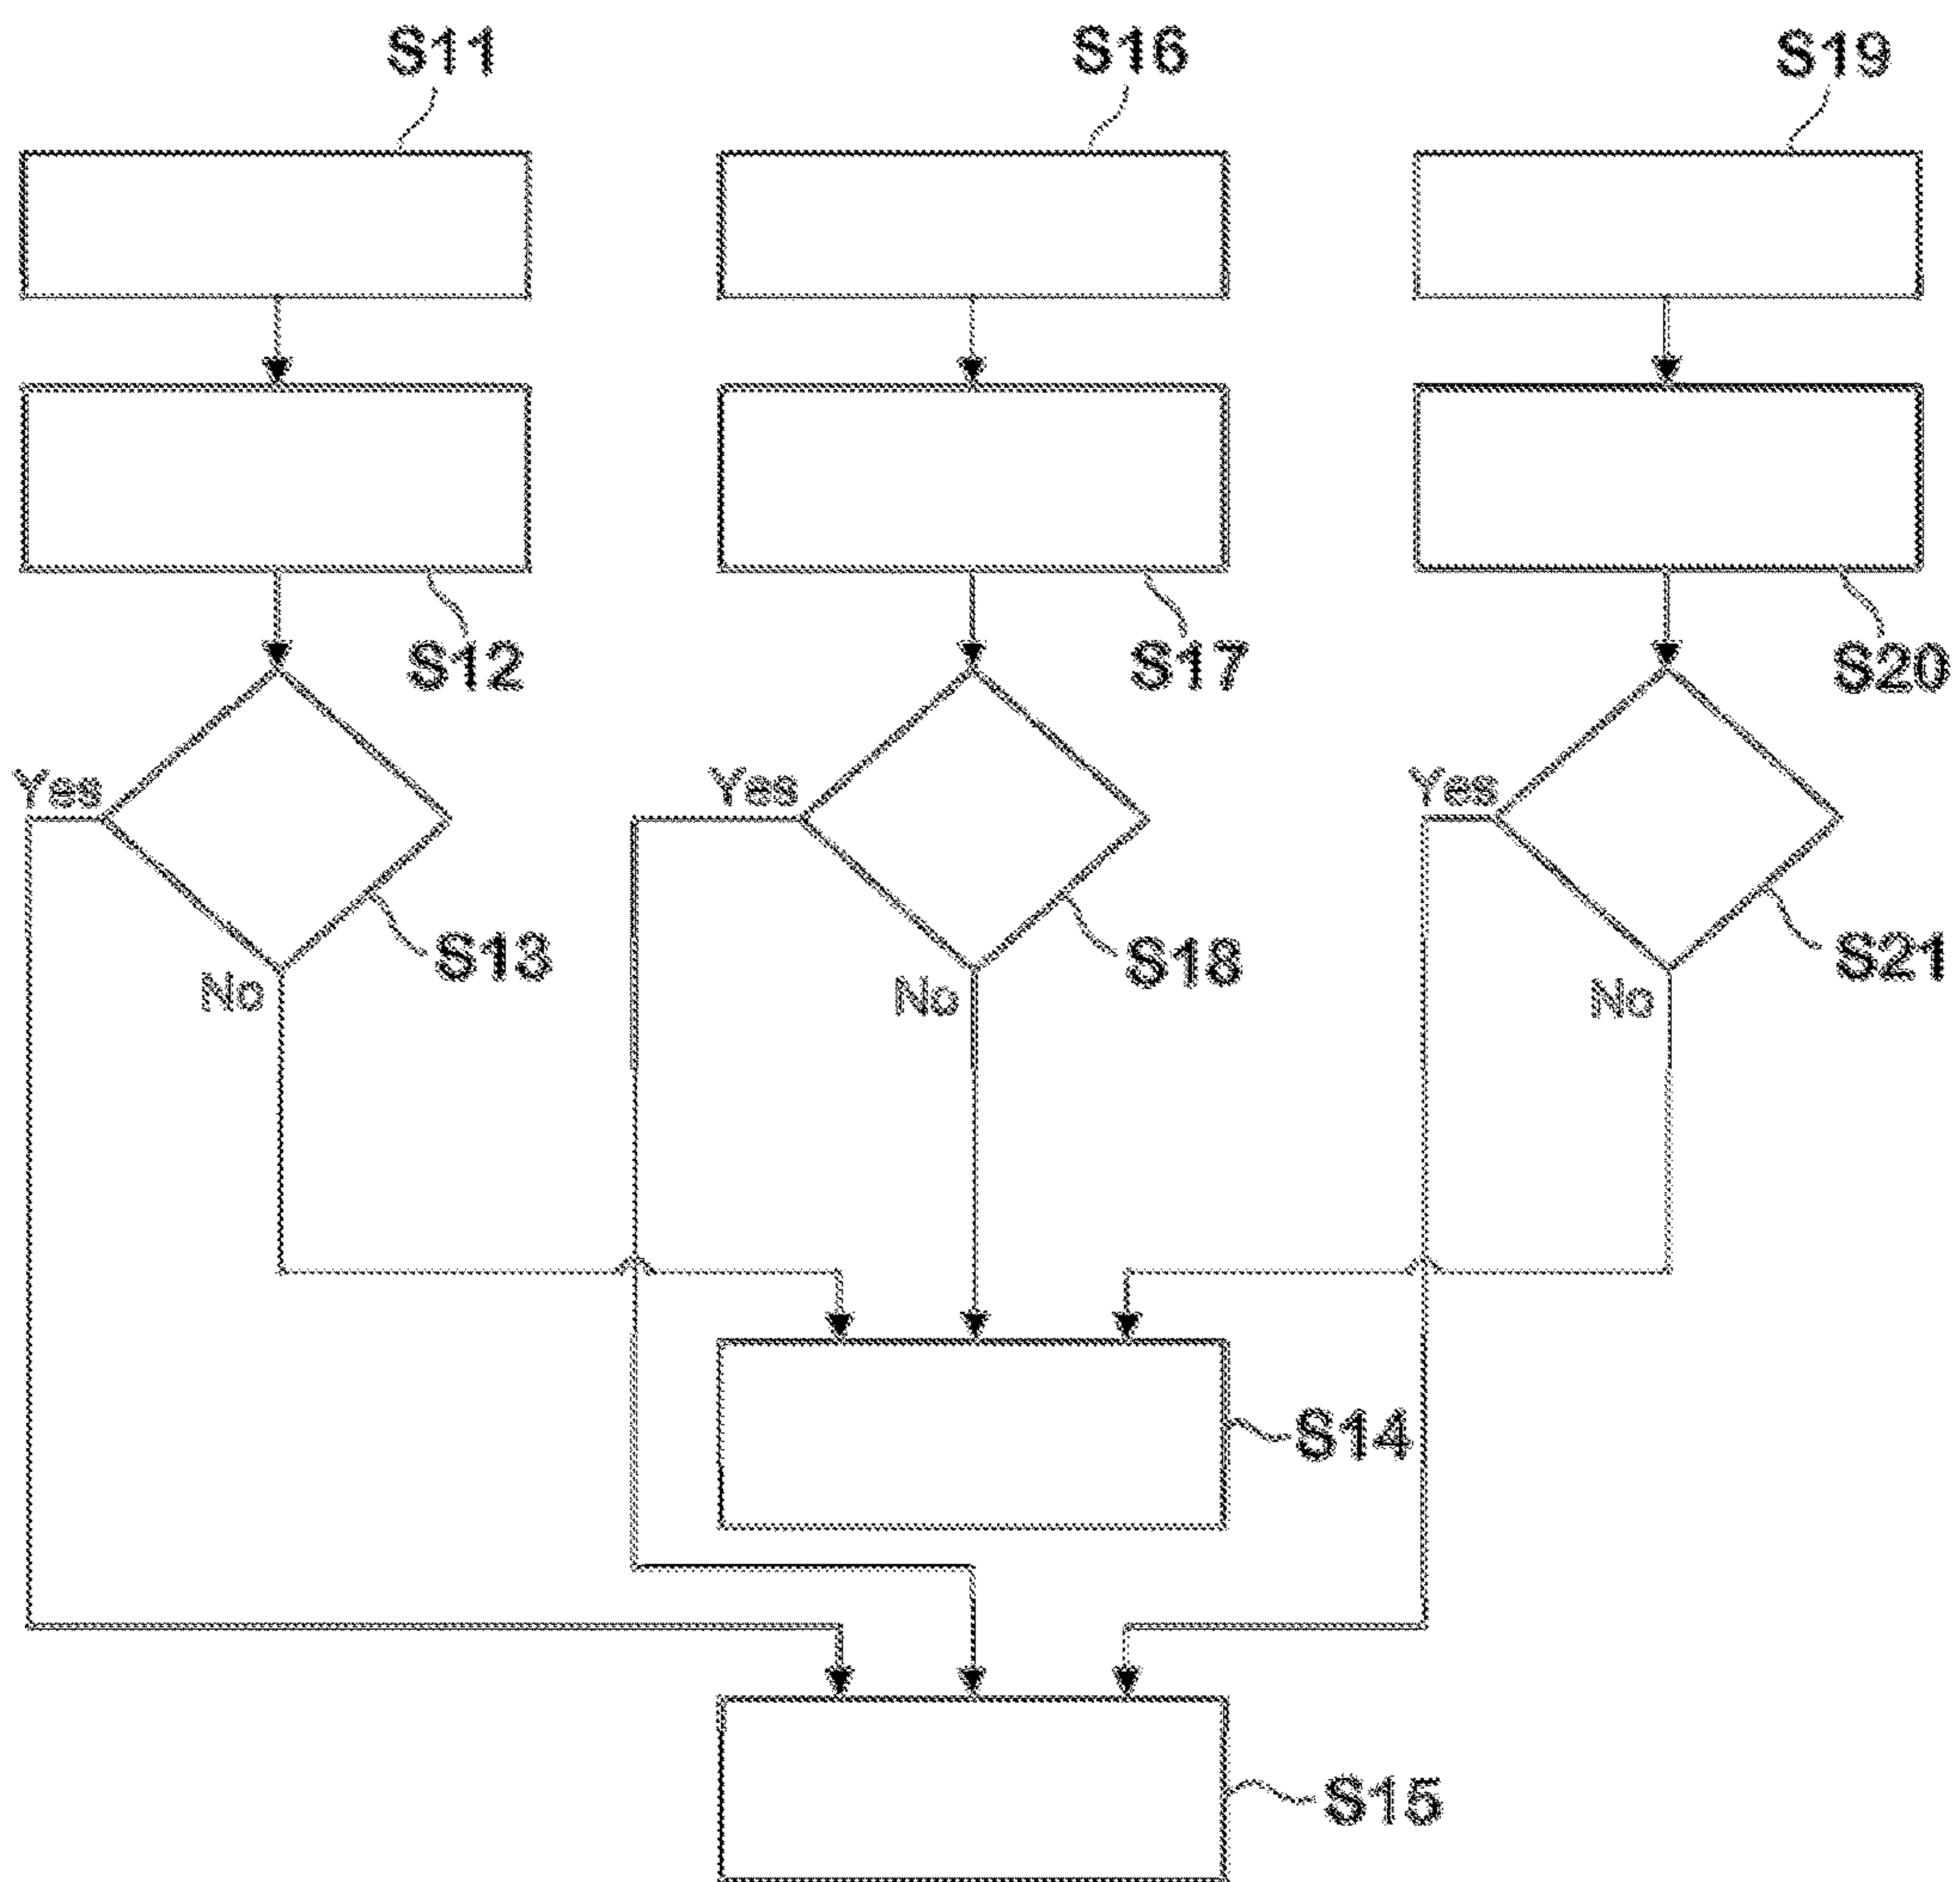 S11
S16
S19
S12
S17
S20
Yes
Yes
Yes
S13
S18
S21
No
No
No
S14
S15